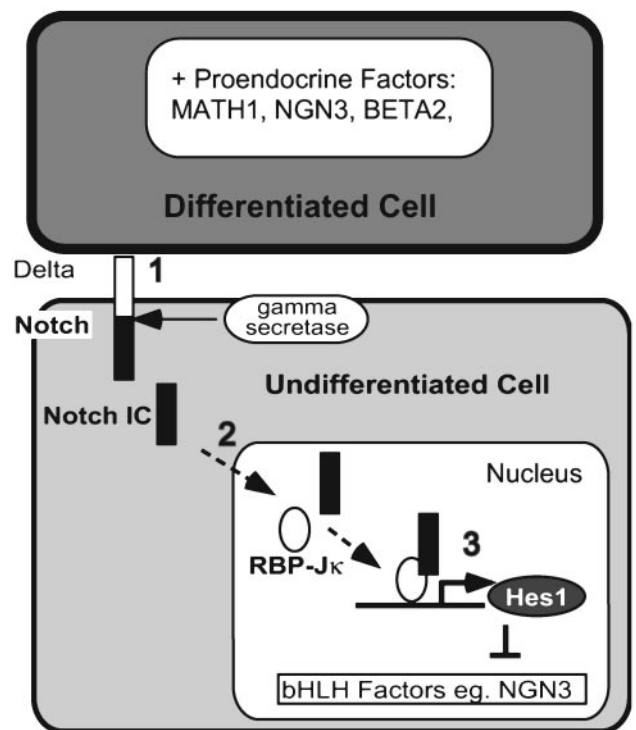 + Proendocrine Factors:
MATH1, NGN3, BETA2,
Differentiated Cell
Delta
1
Notch
gamma
secretase
Undifferentiated Cell
Notch IC
2
Nucleus
RBP-Jκ
3
Hes1
bHLH Factors eg. NGN3